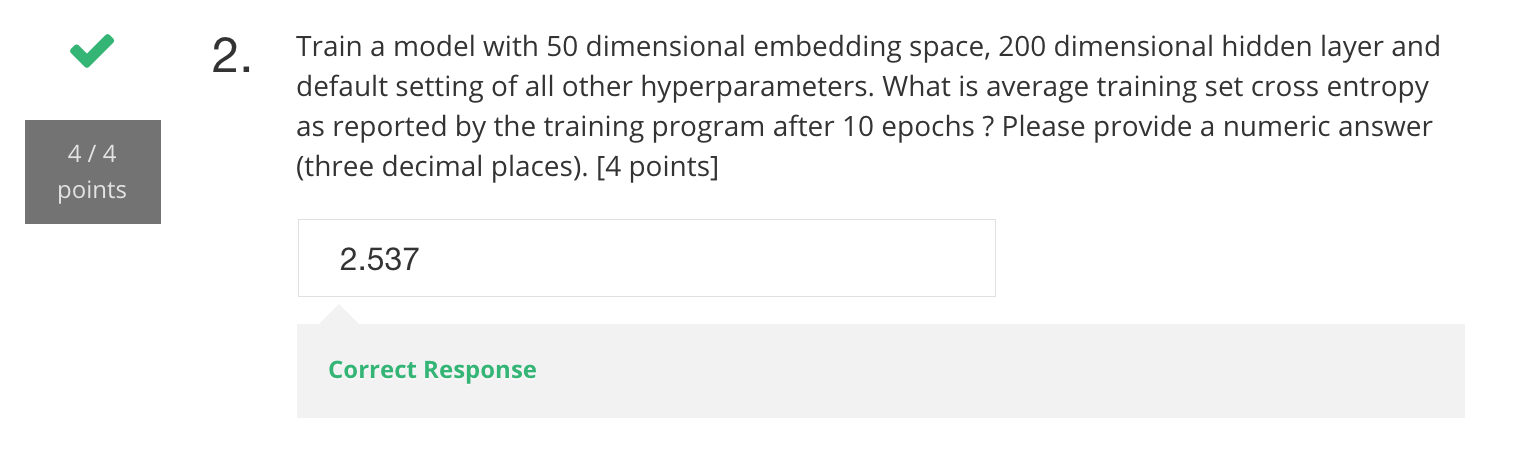 2.
Train a model with 50 dimensional embedding space, 200 dimensional hidden layer and
default setting of all other hyperparameters. What is average training set cross entropy
as reported by the training program after 10 epochs ? Please provide a numeric answer
(three decimal places). [4 points]
4 / 4
points
2.537
Correct Response